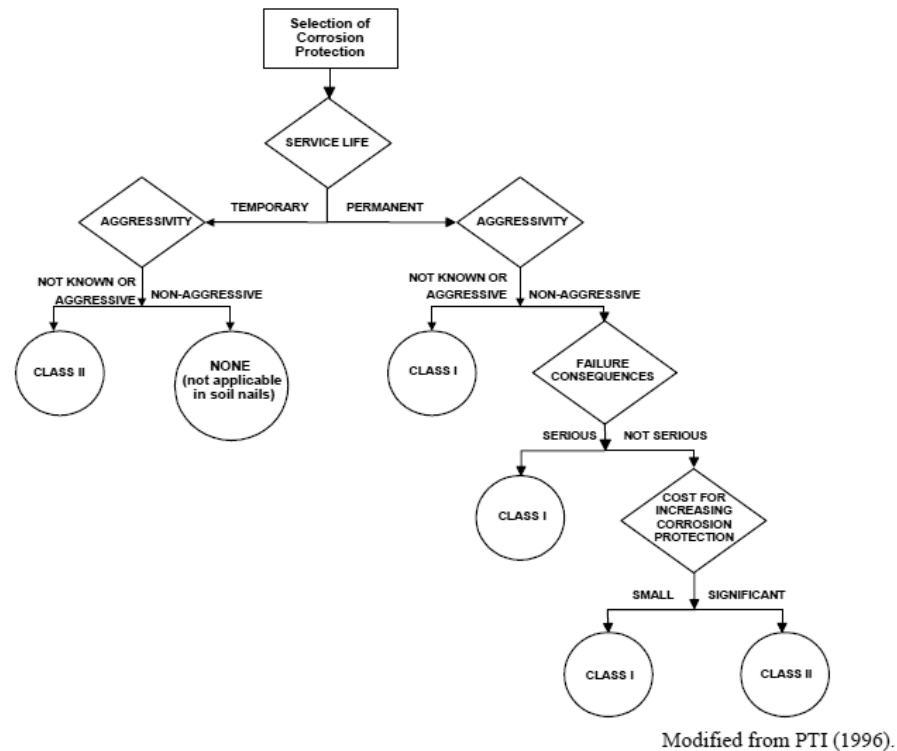 Selection of
Corrosion
Protection
SERVICE LIFE
TEMPORARY
PERMANENT
AGGRESSIVITY
AGGRESSIVITY
NOT KNOWN OR
AGGRESSIVE
NON-AGGRESSIVE
NOT KNOWN OR
AGGRESSIVE
NON-AGGRESSIVE
CLASS II
NONE
(not applicable
in soil nails)
CLASS I
FAILURE
CONSEQUENCES
SERIOUS
NOT SERIOUS
CLASS I
COST FOR
INCREASING
CORROSION
PROTECTION
SMALL
SIGNIFICANT
CLASS I
CLASS II
Modified from PTI (1996).